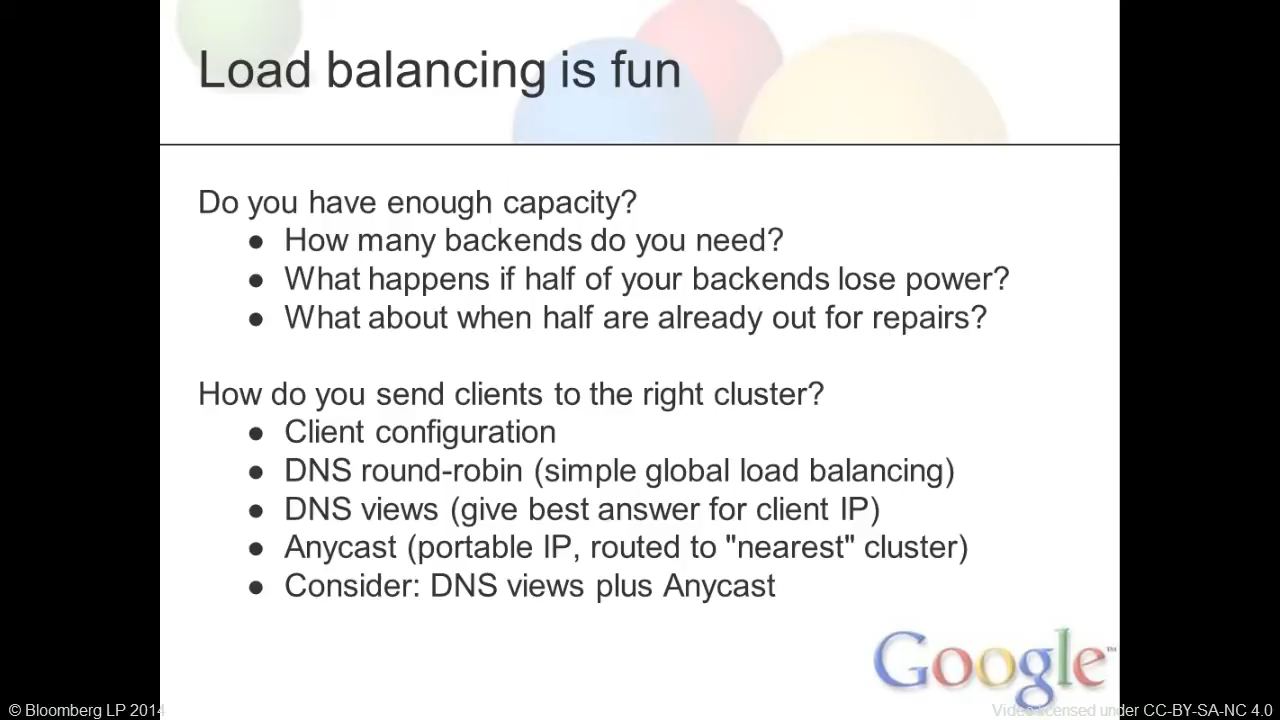 Load balancing is fun
Do you have enough capacity?
● How many backends do you need?
● What happens if half of your backends lose power?
● What about when half are already out for repairs?
How do you send clients to the right cluster?
● Client configuration
● DNS round-robin (simple global load balancing)
● DNS views (give best answer for client IP)
● Anycast (portable IP, routed to "nearest" cluster)
● Consider: DNS views plus Anycast
Google™
© Bloomberg LP 2014
Video licensed under CC-BY-SA-NC 4.0